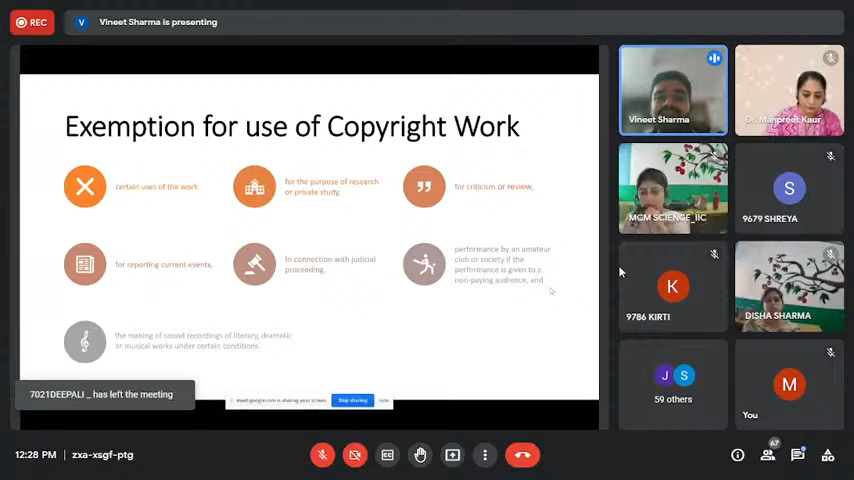 REC
V
Vineet Sharma is presenting
Exemption for use of Copyright Work
certain uses of the work
for the purpose of research
or private study,
for criticism or review,
for reporting current events,
In connection with judicial
proceeding,
performance by an amateur
club or society if the
performance is given to a
non-paying audience, and
the making of sound recordings of literary, dramatic
or musical works under certain conditions.
7021DEEPALI _ has left the meeting
meet.google.com is sharing your screen.
Stop sharing
Hide
Vineet Sharma
Dr. Manpreet Kaur
MCM SCIENGE_IIC
S
9679 SHREYA
K
9786 KIRTI
DISHA SHARMA
J S
59 others
M
You
12:28 PM | zxa-xsgf-ptg
CC
67